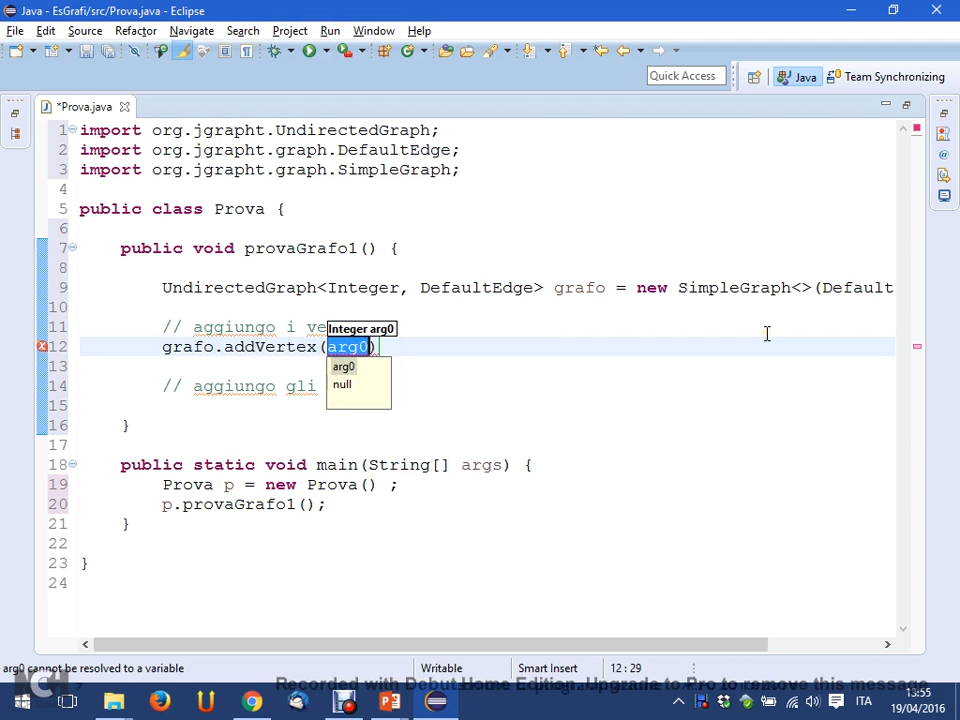 Java - EsGrafi/src/Prova.java - Eclipse
File Edit Source Refactor Navigate Search Project Run Window Help
Quick Access
Java
Team Synchronizing
*Prova.java
1 import org.jgrapht.UndirectedGraph;
2 import org.jgrapht.graph.DefaultEdge;
3 import org.jgrapht.graph.SimpleGraph;
4
5 public class Prova {
6
7 public void provaGrafo1() {
8
9 UndirectedGraph<Integer, DefaultEdge> grafo = new SimpleGraph<>(Default
10
11 // aggiungo i ve
Integer arg0
12 grafo.addVertex(arg0)
arg0
13
null
14 // aggiungo gli
15
16 }
17
18 public static void main(String[] args) {
19 Prova p = new Prova() ;
20 p.provaGrafo1();
21 }
22
23 }
24
arg0 cannot be resolved to a variable
Writable
Smart Insert
12 : 29
Recorded with Debut Home Edition. Upgrade to Pro to remove this message
NCH
ITA
13:55
19/04/2016